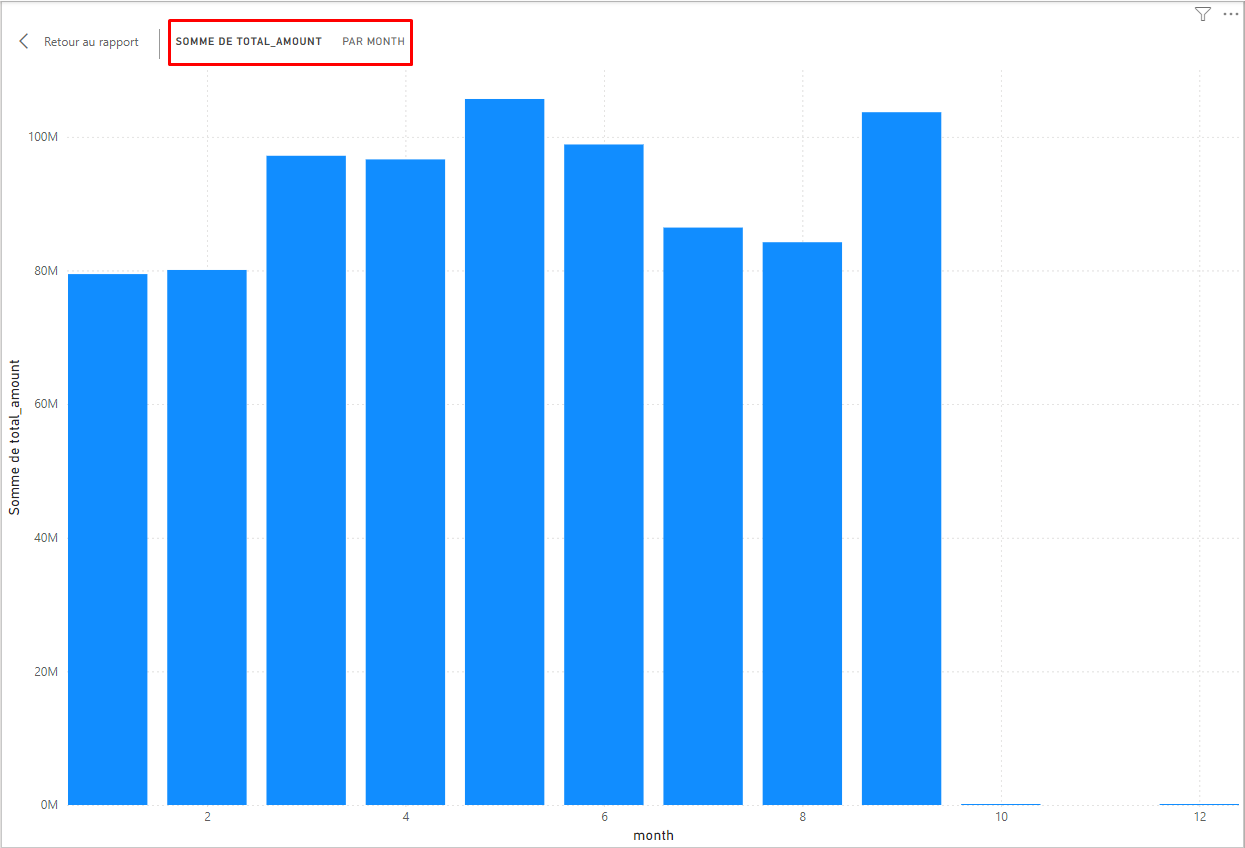 Retour au rapport
SOMME DE TOTAL_AMOUNT PAR MONTH
Somme de total_amount
100M
80M
60M
40M
20M
0M
2 4 6 8 10 12
month